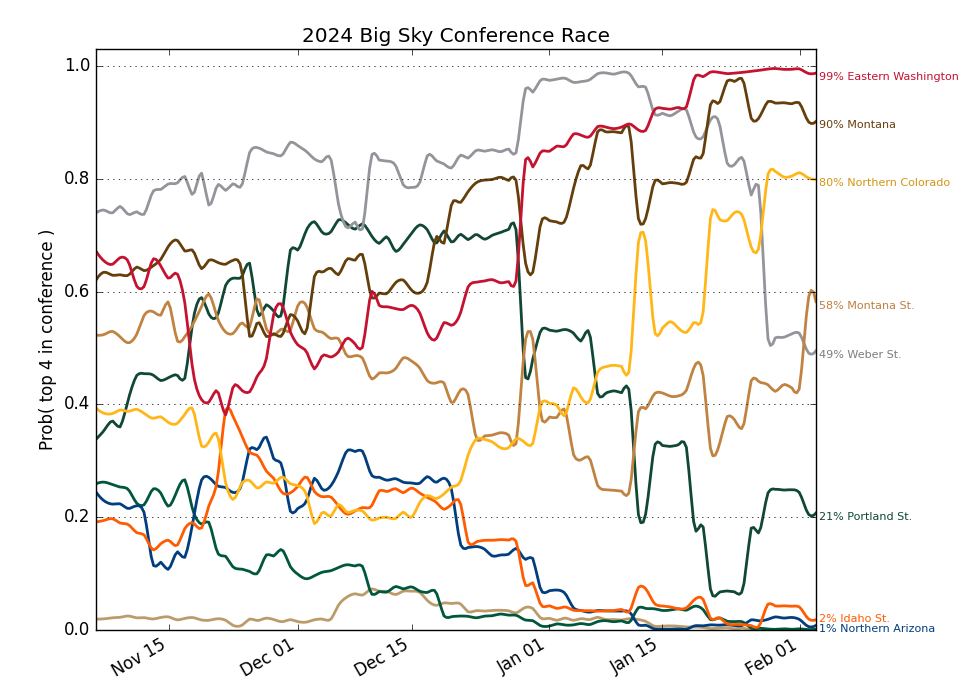 2024 Big Sky Conference Race
Prob( top 4 in conference )
1.0
0.8
0.6
0.4
0.2
0.0
Nov 15
Dec 01
Dec 15
Jan 01
Jan 15
Feb 01
99% Eastern Washington
90% Montana
80% Northern Colorado
58% Montana St.
49% Weber St.
21% Portland St.
2% Idaho St.
1% Northern Arizona